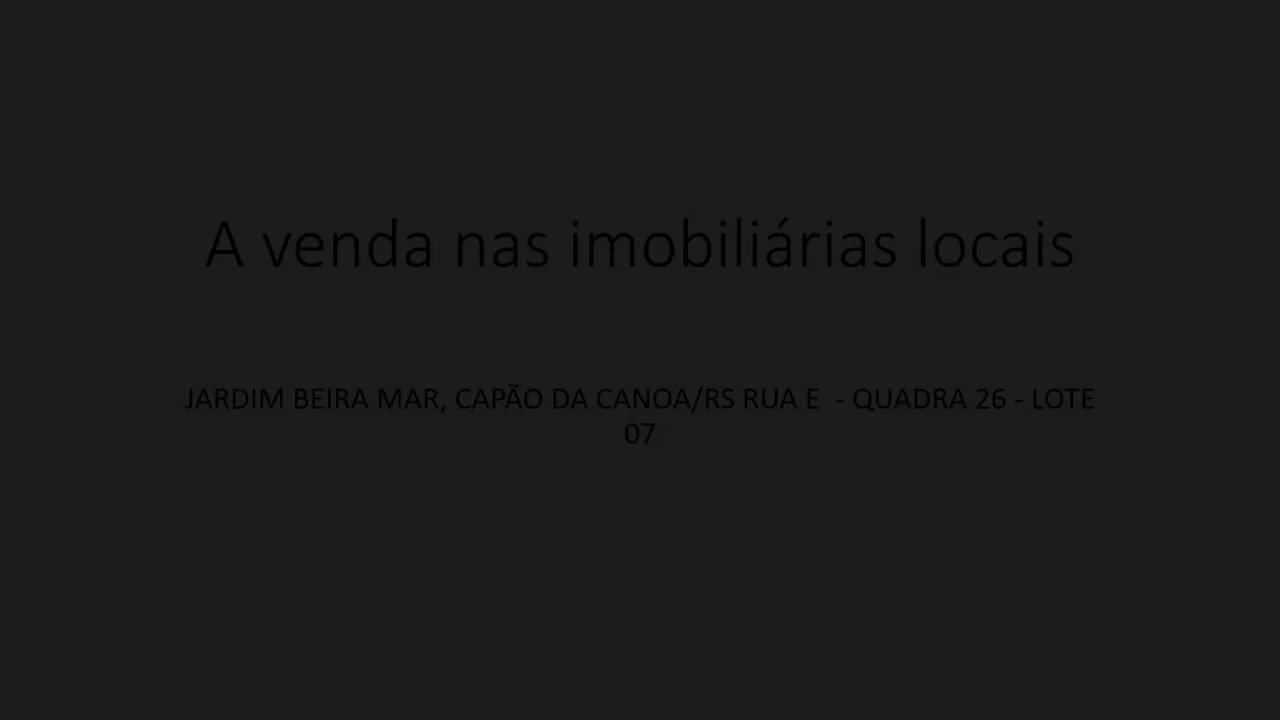 A venda nas imobiliárias locais
JARDIM BEIRA MAR, CAPÃO DA CANOA/RS RUA E  - QUADRA 26 - LOTE
07